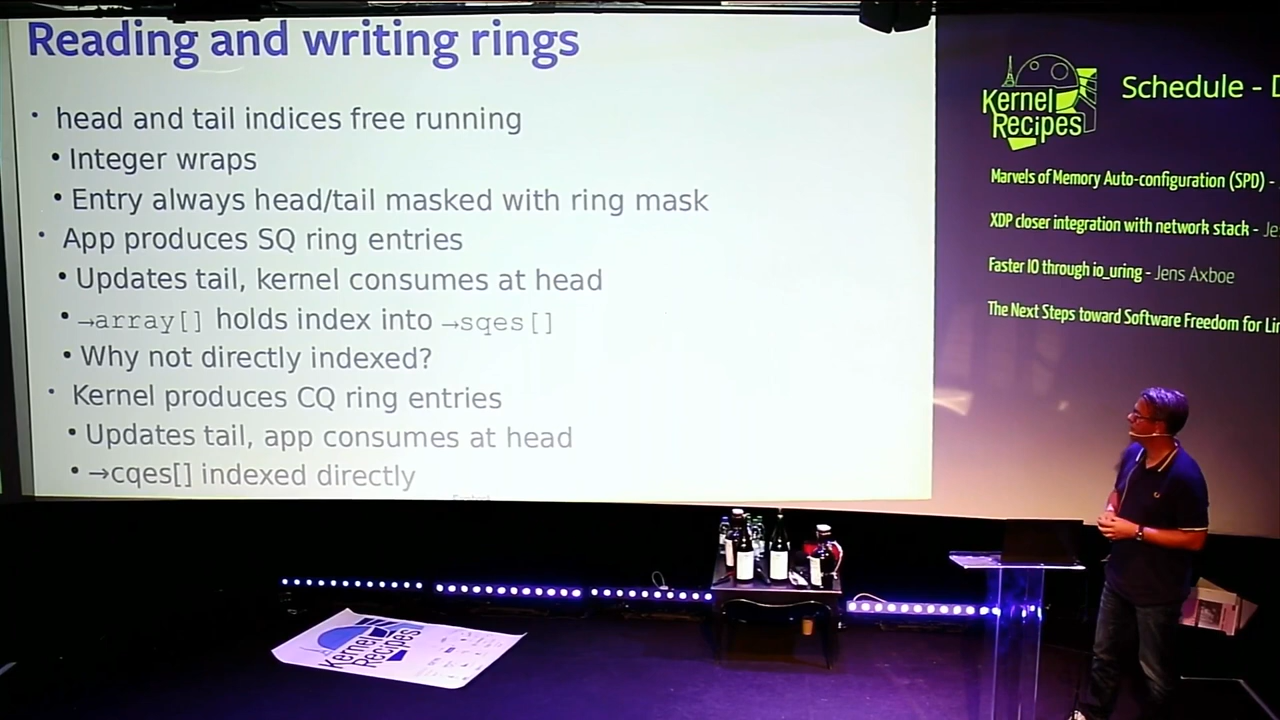 Reading and writing rings
• head and tail indices free running
• Integer wraps
• Entry always head/tail masked with ring mask
• App produces SQ ring entries
• Updates tail, kernel consumes at head
• →array[] holds index into →sqes[]
• Why not directly indexed?
• Kernel produces CQ ring entries
• Updates tail, app consumes at head
• →cqes[] indexed directly
Kernel
Recipes
Schedule -
Marvels of Memory Auto-configuration (SPD) -
XDP closer integration with network stack - Je
Faster IO through io_uring - Jens Axboe
The Next Steps toward Software Freedom for Li
Kernel
Recipes